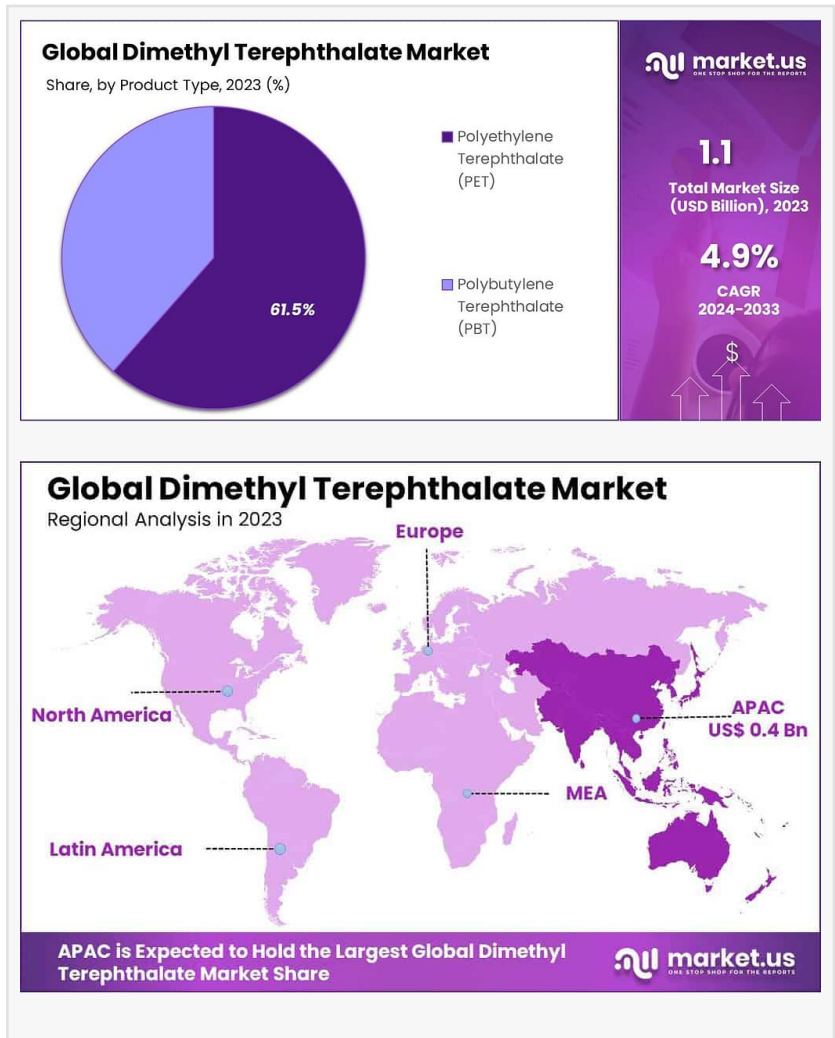 Global Dimethyl Terephthalate Market
Share, by Product Type, 2023 (%)
61.5%
Polyethylene
Terephthalate
(PET)
Polybutylene
Terephthalate
(PBT)
market.us
ONE STOP SHOP FOR THE REPORTS
1.1
Total Market Size
(USD Billion), 2023
4.9%
CAGR
2024-2033
$
Global Dimethyl Terephthalate Market
Regional Analysis in 2023
Europe
North America
APAC
US$ 0.4 Bn
MEA
Latin America
APAC is Expected to Hold the Largest Global Dimethyl
Terephthalate Market Share
market.us
ONE STOP SHOP FOR THE REPORTS